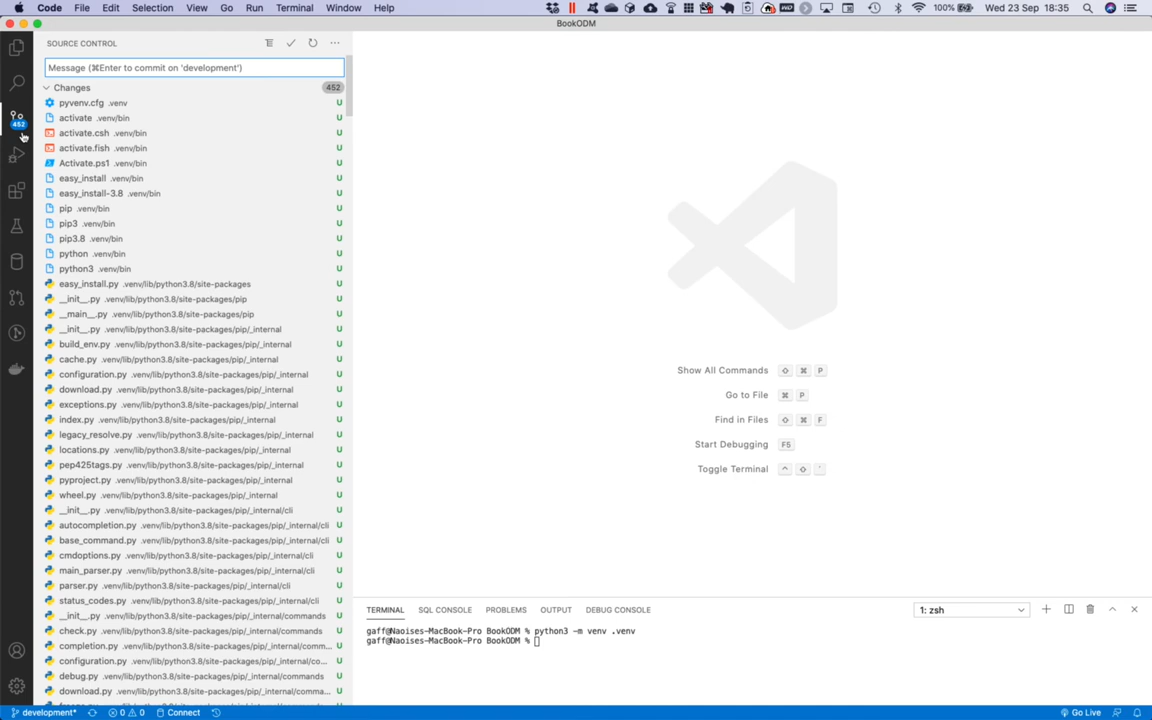 Code File Edit Selection View Go Run Terminal Window Help 100% Wed 23 Sep 18:35
BookODM
SOURCE CONTROL
Message (⌘Enter to commit on 'development')
Changes 452
452
pyvenv.cfg .venv U
activate .venv/bin U
activate.csh .venv/bin U
activate.fish .venv/bin U
Activate.ps1 .venv/bin U
easy_install .venv/bin U
easy_install-3.8 .venv/bin U
pip .venv/bin U
pip3 .venv/bin U
pip3.8 .venv/bin U
python .venv/bin U
python3 .venv/bin U
easy_install.py .venv/lib/python3.8/site-packages U
__init__.py .venv/lib/python3.8/site-packages/pip U
__main__.py .venv/lib/python3.8/site-packages/pip U
__init__.py .venv/lib/python3.8/site-packages/pip/_internal U
build_env.py .venv/lib/python3.8/site-packages/pip/_internal U
cache.py .venv/lib/python3.8/site-packages/pip/_internal U
configuration.py .venv/lib/python3.8/site-packages/pip/_internal U
download.py .venv/lib/python3.8/site-packages/pip/_internal U
exceptions.py .venv/lib/python3.8/site-packages/pip/_internal U
index.py .venv/lib/python3.8/site-packages/pip/_internal U
legacy_resolve.py .venv/lib/python3.8/site-packages/pip/_internal U
locations.py .venv/lib/python3.8/site-packages/pip/_internal U
pep425tags.py .venv/lib/python3.8/site-packages/pip/_internal U
pyproject.py .venv/lib/python3.8/site-packages/pip/_internal U
wheel.py .venv/lib/python3.8/site-packages/pip/_internal U
__init__.py .venv/lib/python3.8/site-packages/pip/_internal/cli U
autocompletion.py .venv/lib/python3.8/site-packages/pip/_internal/cli U
base_command.py .venv/lib/python3.8/site-packages/pip/_internal/cli U
cmdoptions.py .venv/lib/python3.8/site-packages/pip/_internal/cli U
main_parser.py .venv/lib/python3.8/site-packages/pip/_internal/cli U
parser.py .venv/lib/python3.8/site-packages/pip/_internal/cli U
status_codes.py .venv/lib/python3.8/site-packages/pip/_internal/cli U
__init__.py .venv/lib/python3.8/site-packages/pip/_internal/commands U
check.py .venv/lib/python3.8/site-packages/pip/_internal/commands U
completion.py .venv/lib/python3.8/site-packages/pip/_internal/comm... U
configuration.py .venv/lib/python3.8/site-packages/pip/_internal/co... U
debug.py .venv/lib/python3.8/site-packages/pip/_internal/commands U
download.py .venv/lib/python3.8/site-packages/pip/_internal/comma... U
Show All Commands ⇧ ⌘ P
Go to File ⌘ P
Find in Files ⇧ ⌘ F
Start Debugging F5
Toggle Terminal ^ ⇧ `
TERMINAL SQL CONSOLE PROBLEMS OUTPUT DEBUG CONSOLE 1: zsh
gaff@Naoises-MacBook-Pro BookODM % python3 -m venv .venv
gaff@Naoises-MacBook-Pro BookODM %
development* 0 0 Connect Go Live